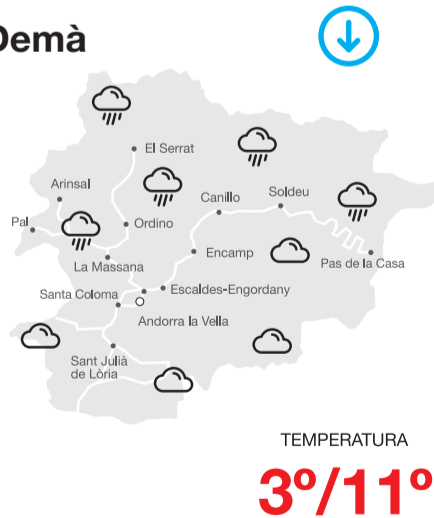 Demà
El Serrat
Arinsal
Canillo
Soldeu
Pal
Ordino
Encamp
La Massana
Pas de la Casa
Santa Coloma
Escaldes-Engordany
Andorra la Vella
Sant Julià
de Lòria
TEMPERATURA
3º/11º